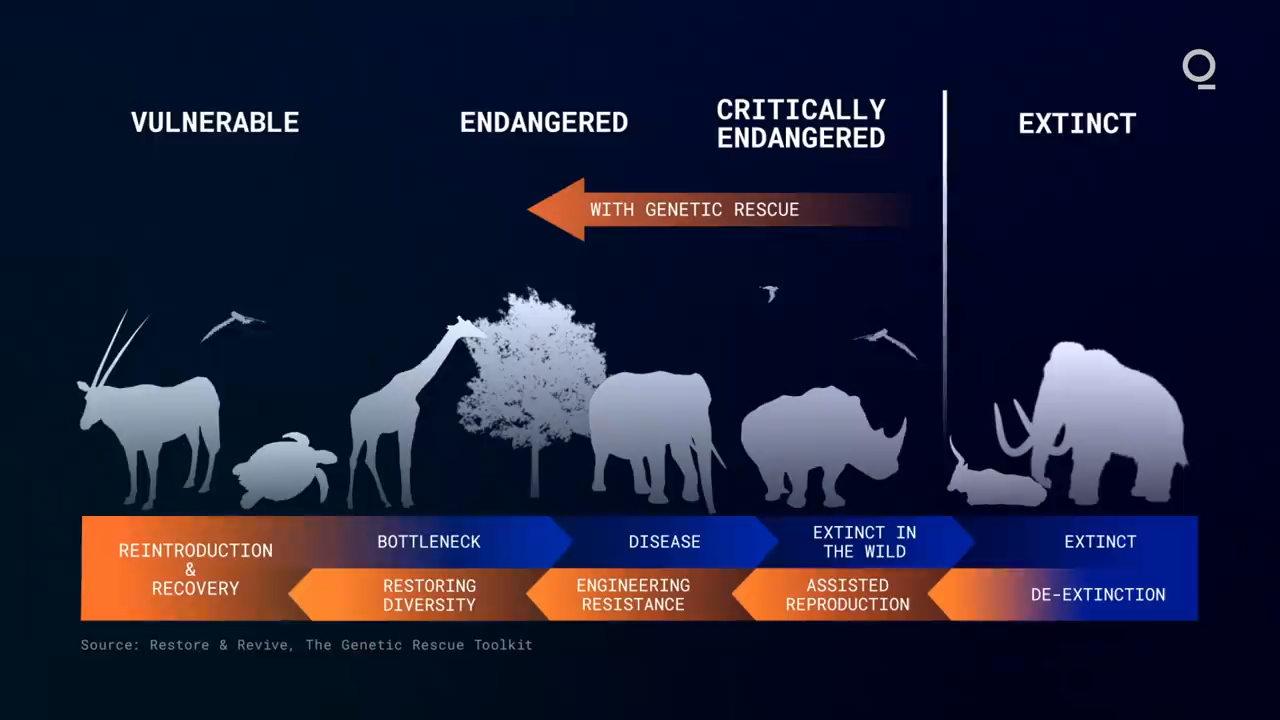 VULNERABLE
ENDANGERED
CRITICALLY
ENDANGERED
EXTINCT
WITH GENETIC RESCUE
REINTRODUCTION
&
RECOVERY
BOTTLENECK
DISEASE
EXTINCT IN
THE WILD
EXTINCT
RESTORING
DIVERSITY
ENGINEERING
RESISTANCE
ASSISTED
REPRODUCTION
DE-EXTINCTION
Source: Restore & Revive, The Genetic Rescue Toolkit